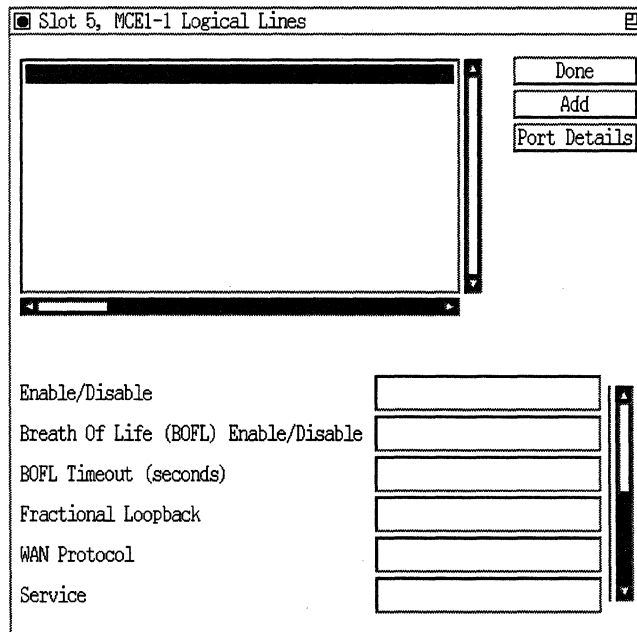 Slot 5, MCE1-1 Logical Lines
Done
Add
Port Details
Enable/Disable
Breath Of Life (BOFL) Enable/Disable
BOFL Timeout (seconds)
Fractional Loopback
WAN Protocol
Service